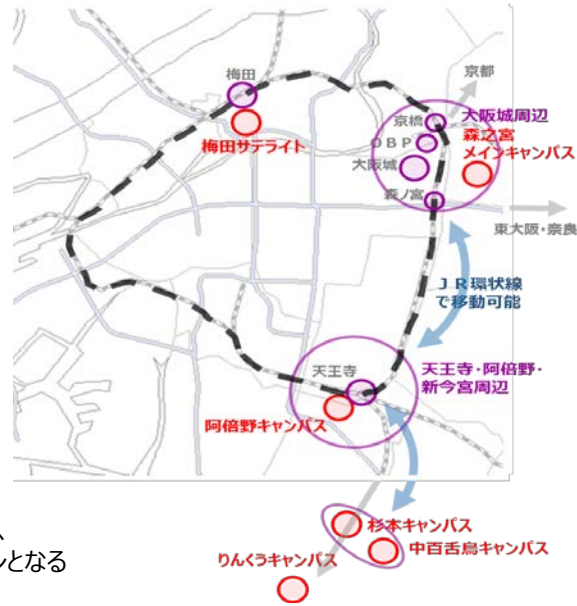 梅田
梅田サテライト
京都
京橋
大阪城周辺
森之宮
メインキャンパス
OBP
大阪城
森ノ宮
東大阪・奈良
JR環状線
で移動可能
天王寺
天王寺・阿倍野・
新今宮周辺
阿倍野キャンパス
杉本キャンパス
中百舌鳥キャンパス
りんくうキャンパス
、
ンとなる